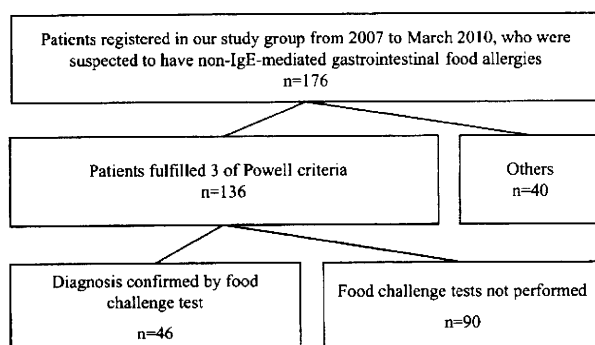 Patients registered in our study group from 2007 to March 2010, who were
suspected to have non-IgE-mediated gastrointestinal food allergies
n=176
Patients fulfilled 3 of Powell criteria
n=136
Others
n=40
Diagnosis confirmed by food
challenge test
n=46
Food challenge tests not performed
n=90